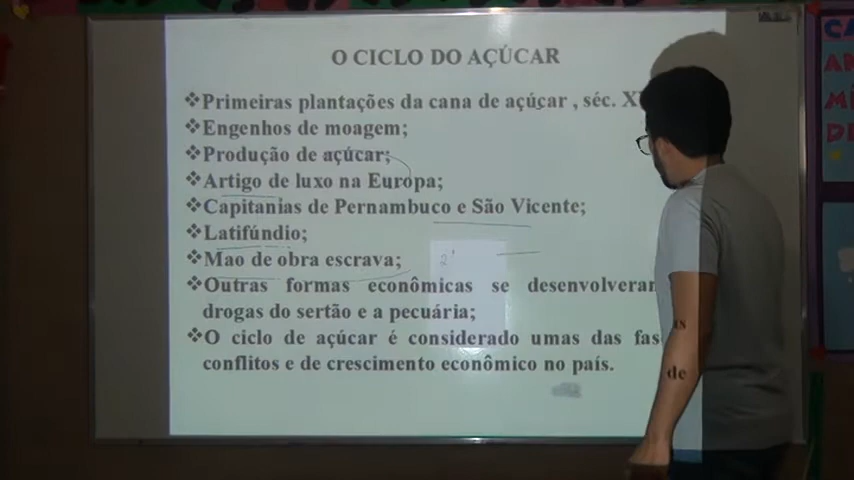 O CICLO DO AÇÚCAR
❖Primeiras plantações da cana de açúcar , séc.
❖Engenhos de moagem;
❖Produção de açúcar;
❖Artigo de luxo na Europa;
❖Capitanias de Pernambuco e São Vicente;
❖Latifúndio;
❖Mao de obra escrava;
❖Outras formas econômicas se desenvolveram
drogas do sertão e a pecuária;
❖O ciclo de açúcar é considerado umas das
de
conflitos e de crescimento econômico no país.